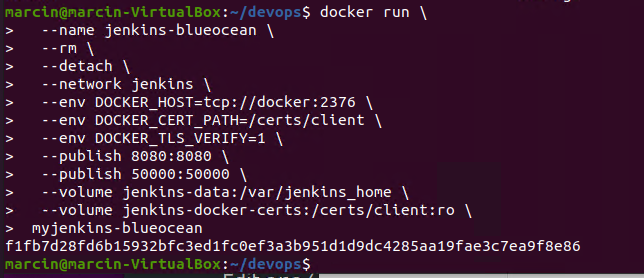 marcin@marcin-VirtualBox:~/devops$ docker run \
>   --name jenkins-blueocean \
>   --rm \
>   --detach \
>   --network jenkins \
>   --env DOCKER_HOST=tcp://docker:2376 \
>   --env DOCKER_CERT_PATH=/certs/client \
>   --env DOCKER_TLS_VERIFY=1 \
>   --publish 8080:8080 \
>   --publish 50000:50000 \
>   --volume jenkins-data:/var/jenkins_home \
>   --volume jenkins-docker-certs:/certs/client:ro \
>  myjenkins-blueocean
f1fb7d28fd6b15932bfc3ed1fc0ef3a3b951d1d9dc4285aa19fae3c7ea9f8e86
marcin@marcin-VirtualBox:~/devops$